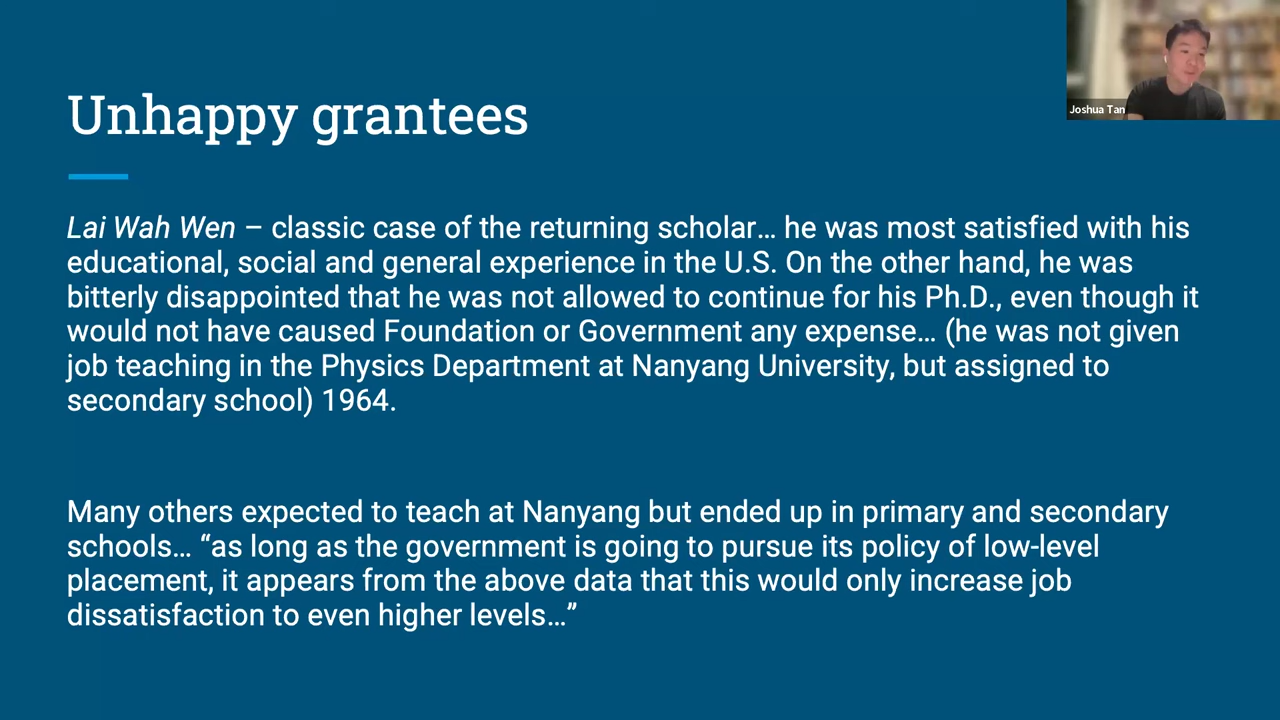 Unhappy grantees
Joshua Tan
Lai Wah Wen – classic case of the returning scholar… he was most satisfied with his
educational, social and general experience in the U.S. On the other hand, he was
bitterly disappointed that he was not allowed to continue for his Ph.D., even though it
would not have caused Foundation or Government any expense… (he was not given
job teaching in the Physics Department at Nanyang University, but assigned to
secondary school) 1964.
Many others expected to teach at Nanyang but ended up in primary and secondary
schools… “as long as the government is going to pursue its policy of low-level
placement, it appears from the above data that this would only increase job
dissatisfaction to even higher levels…”